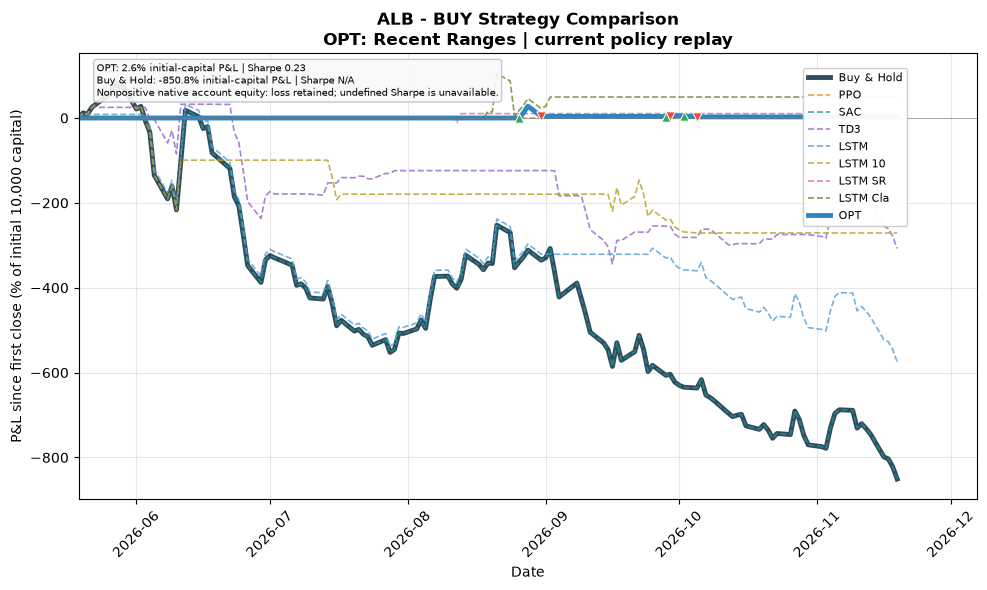 ALB - BUY Strategy Comparison
OPT: Recent Ranges | current policy replay
OPT: 2.6% initial-capital P&L | Sharpe 0.23
Buy & Hold: -850.8% initial-capital P&L | Sharpe N/A
Nonpositive native account equity: loss retained; undefined Sharpe is unavailable.
Buy & Hold
PPO
SAC
TD3
LSTM
LSTM 10
LSTM SR
LSTM Cla
OPT
P&L since first close (% of initial 10,000 capital)
0
−200
−400
−600
−800
2026-06
2026-07
2026-08
2026-09
2026-10
2026-11
2026-12
Date